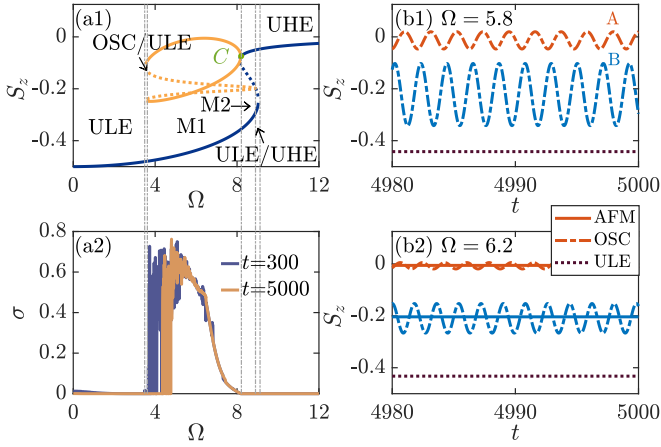 (a1)
UHE
0
OSC/ULE
C
S_z
-0.2
M2
ULE
M1
-0.4
ULE/UHE
0 4 8 12
Ω
(b1) Ω = 5.8
A
0
B
S_z
-0.2
-0.4
4980 4990 5000
t
(a2)
0.8
t=300
0.6
t=5000
σ
0.4
0.2
0
0 4 8 12
Ω
(b2) Ω = 6.2
AFM
OSC
ULE
0
S_z
-0.2
-0.4
4980 4990 5000
t